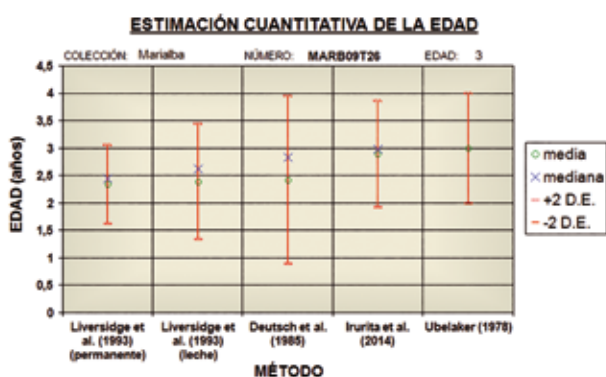 ESTIMACIÓN CUANTITATIVA DE LA EDAD
COLECCIÓN: Marialba NÚMERO: MARB09T26 EDAD: 3
EDAD (años)
4,5
4
3,5
3
2,5
2
1,5
1
0,5
0
Liversidge et al. (1993) (permanente)
Liversidge et al. (1993) (leche)
Deutsch et al. (1985)
Irurita et al. (2014)
Ubelaker (1978)
MÉTODO
media
mediana
+2 D.E.
-2 D.E.